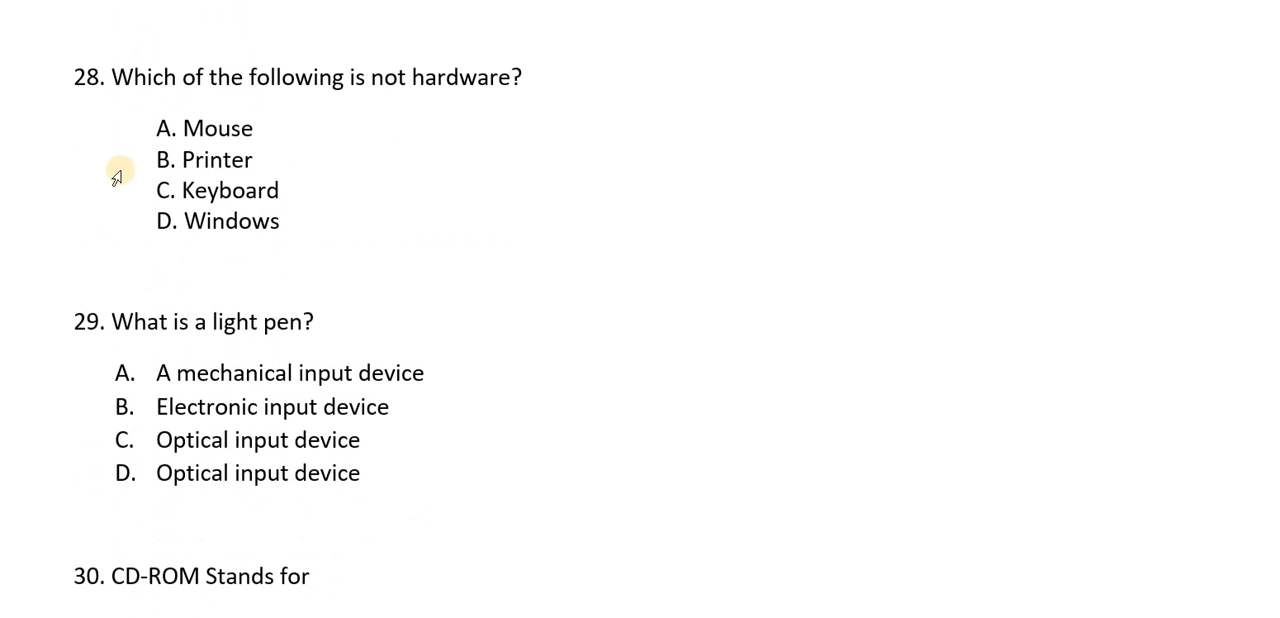 28. Which of the following is not hardware?
A. Mouse
B. Printer
C. Keyboard
D. Windows
29. What is a light pen?
A. A mechanical input device
B. Electronic input device
C. Optical input device
D. Optical input device
30. CD-ROM Stands for